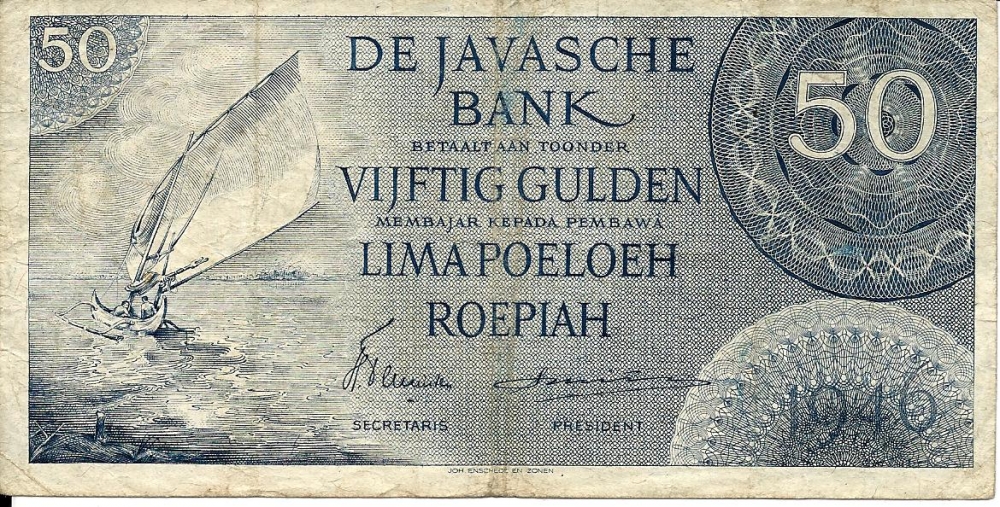 50
DE JAVASCHE
BANK
50
BETAALT AAN TOONDER
VIJFTIG GULDEN
MEMBAJAR KEPADA PEMBAWA
LIMA POELOEH
ROEPIAH
SECRETARIS
PRESIDENT
1946
JOH. ENSCHEDÉ EN ZONEN